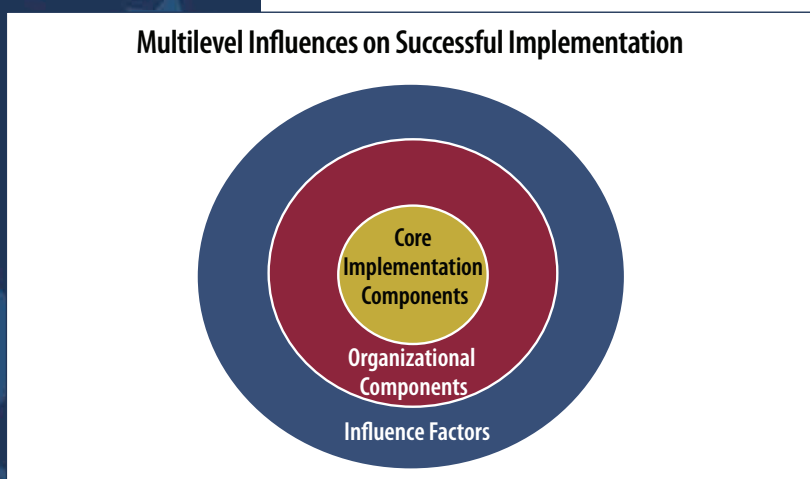 Multilevel Influences on Successful Implementation
Core
Implementation
Components
Organizational
Components
Influence Factors